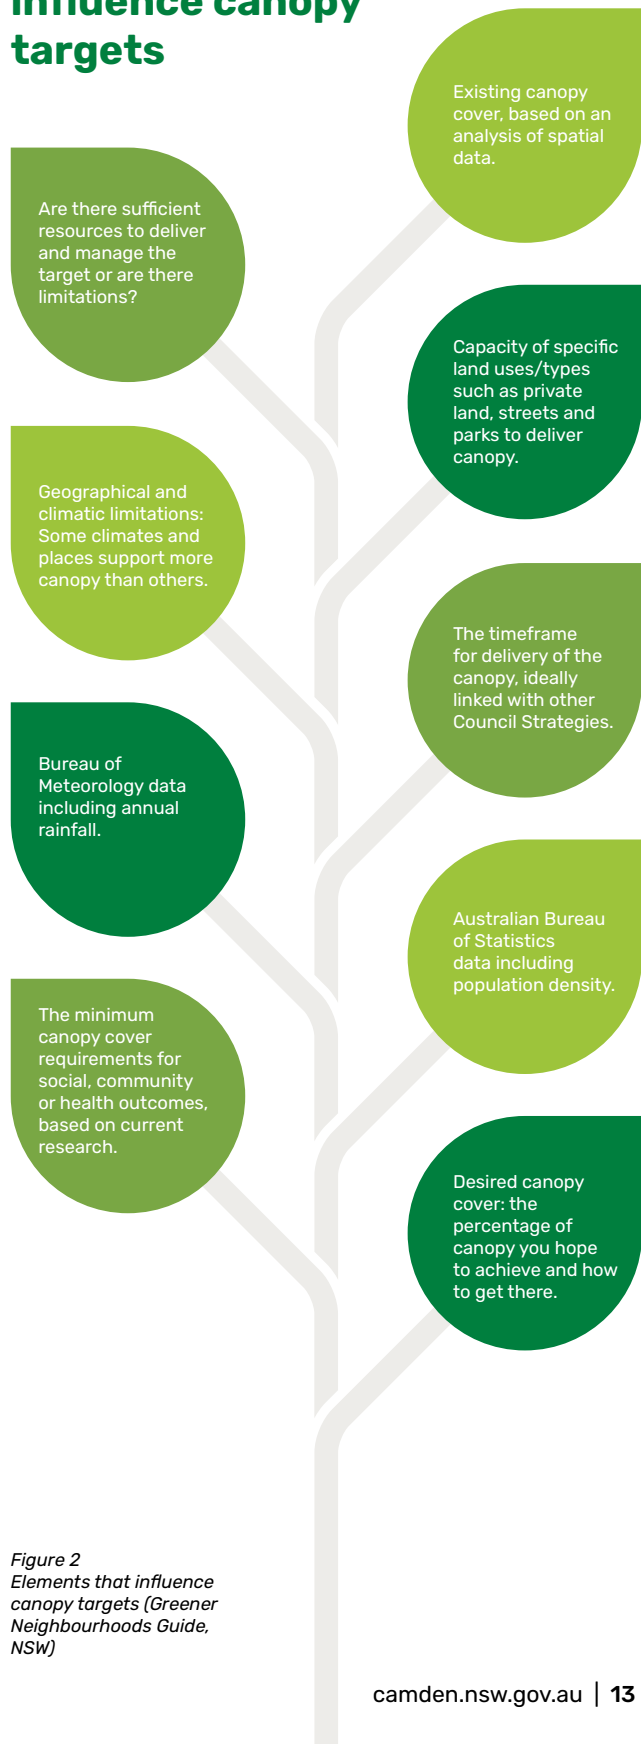 influence canopy
targets
Existing canopy
cover, based on an
analysis of spatial
data.
Are there sufficient
resources to deliver
and manage the
target or are there
limitations?
Capacity of specific
land uses/types
such as private
land, streets and
parks to deliver
canopy.
Geographical and
climatic limitations:
Some climates and
places support more
canopy than others.
The timeframe
for delivery of the
canopy, ideally
linked with other
Council Strategies.
Bureau of
Meteorology data
including annual
rainfall.
Australian Bureau
of Statistics
data including
population density.
The minimum
canopy cover
requirements for
social, community
or health outcomes,
based on current
research.
Desired canopy
cover: the
percentage of
canopy you hope
to achieve and how
to get there.
Figure 2
Elements that influence
canopy targets (Greener
Neighbourhoods Guide,
NSW)
camden.nsw.gov.au | 13